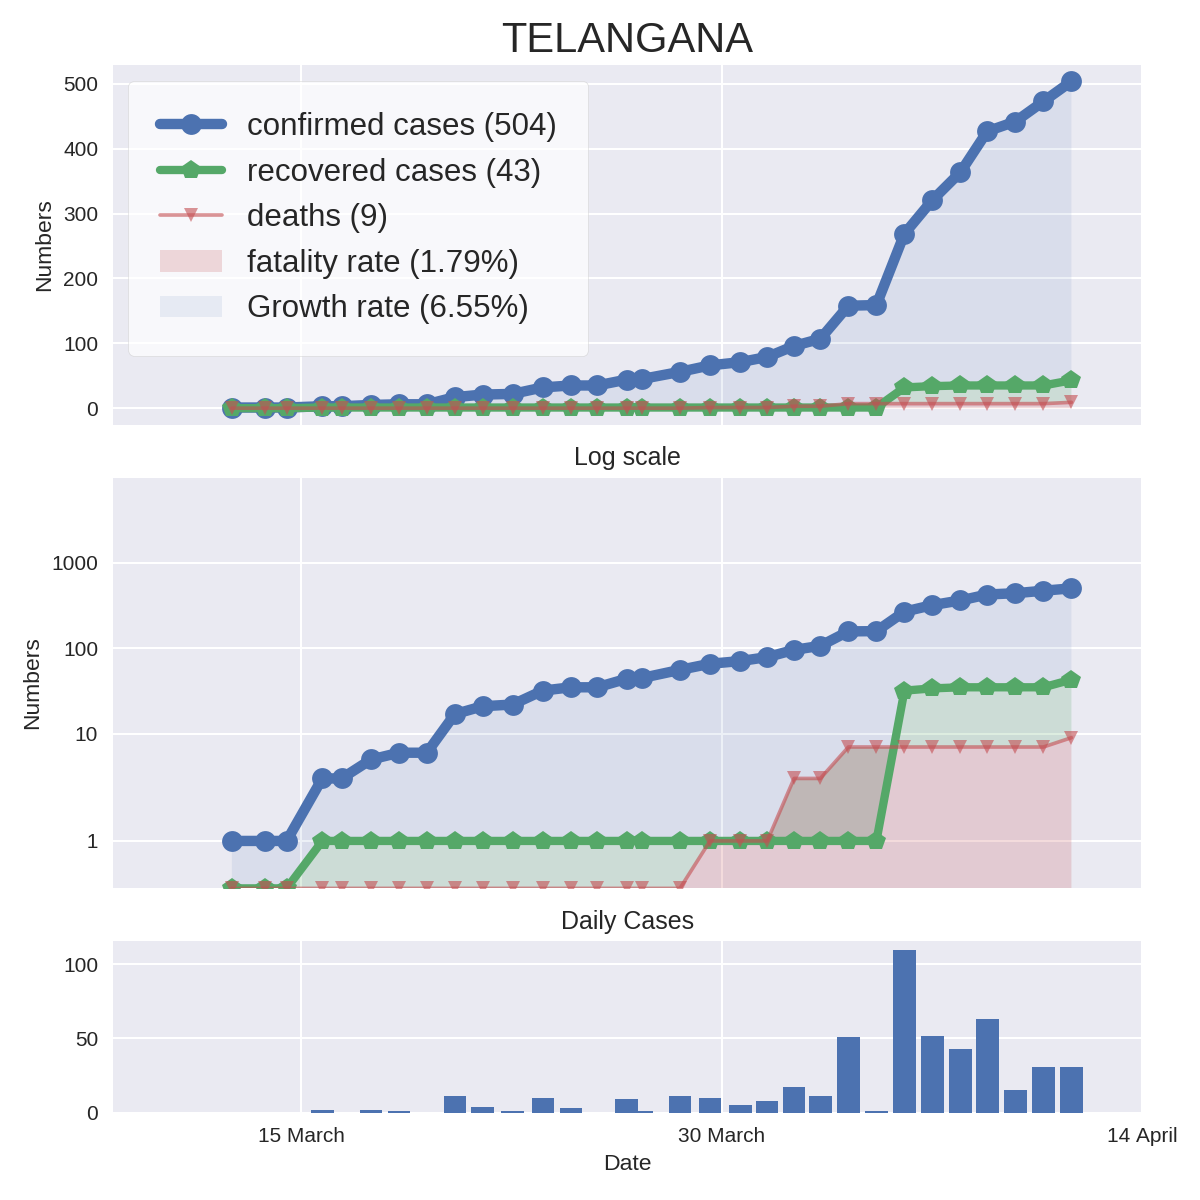 TELANGANA
500
400
300
200
100
0
Numbers
confirmed cases (504)
recovered cases (43)
deaths (9)
fatality rate (1.79%)
Growth rate (6.55%)
Log scale
1000
100
10
1
Numbers
Daily Cases
100
50
0
15 March
30 March
14 April
Date